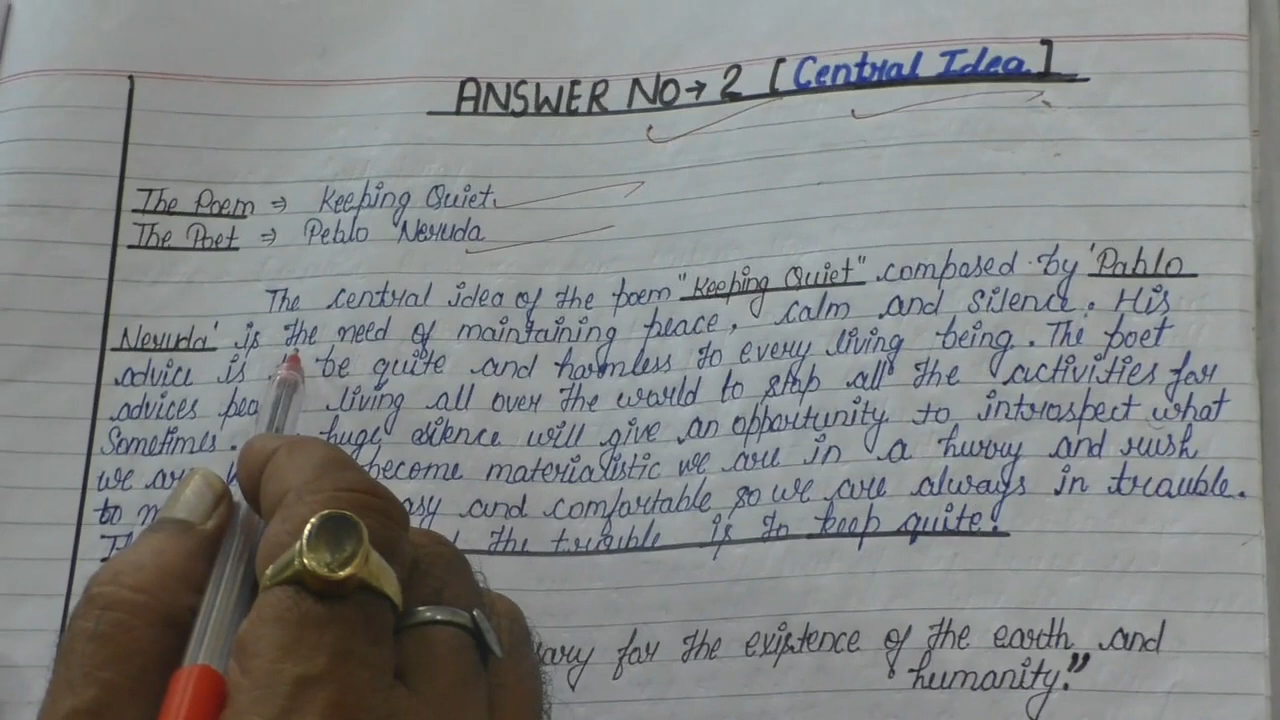 ANSWER NO → 2 [Central Idea]
The Poem ⇒ Keeping Quiet.
The Poet ⇒ Peblo Neruda
The central idea of the poem "Keeping Quiet" composed by 'Pablo
Neruda' is the need of maintaining peace, calm and silence. His
advice is be quite and harmless to every living being. The poet
advices living all over the world to stop all the activities for
Sometimes. huge silence will give an opportunity to introspect what
we are become materialistic we are in a hurry and rush
to and comfortable so we are always in trauble.
the is to keep quite.
for the existence of the earth and
humanity."